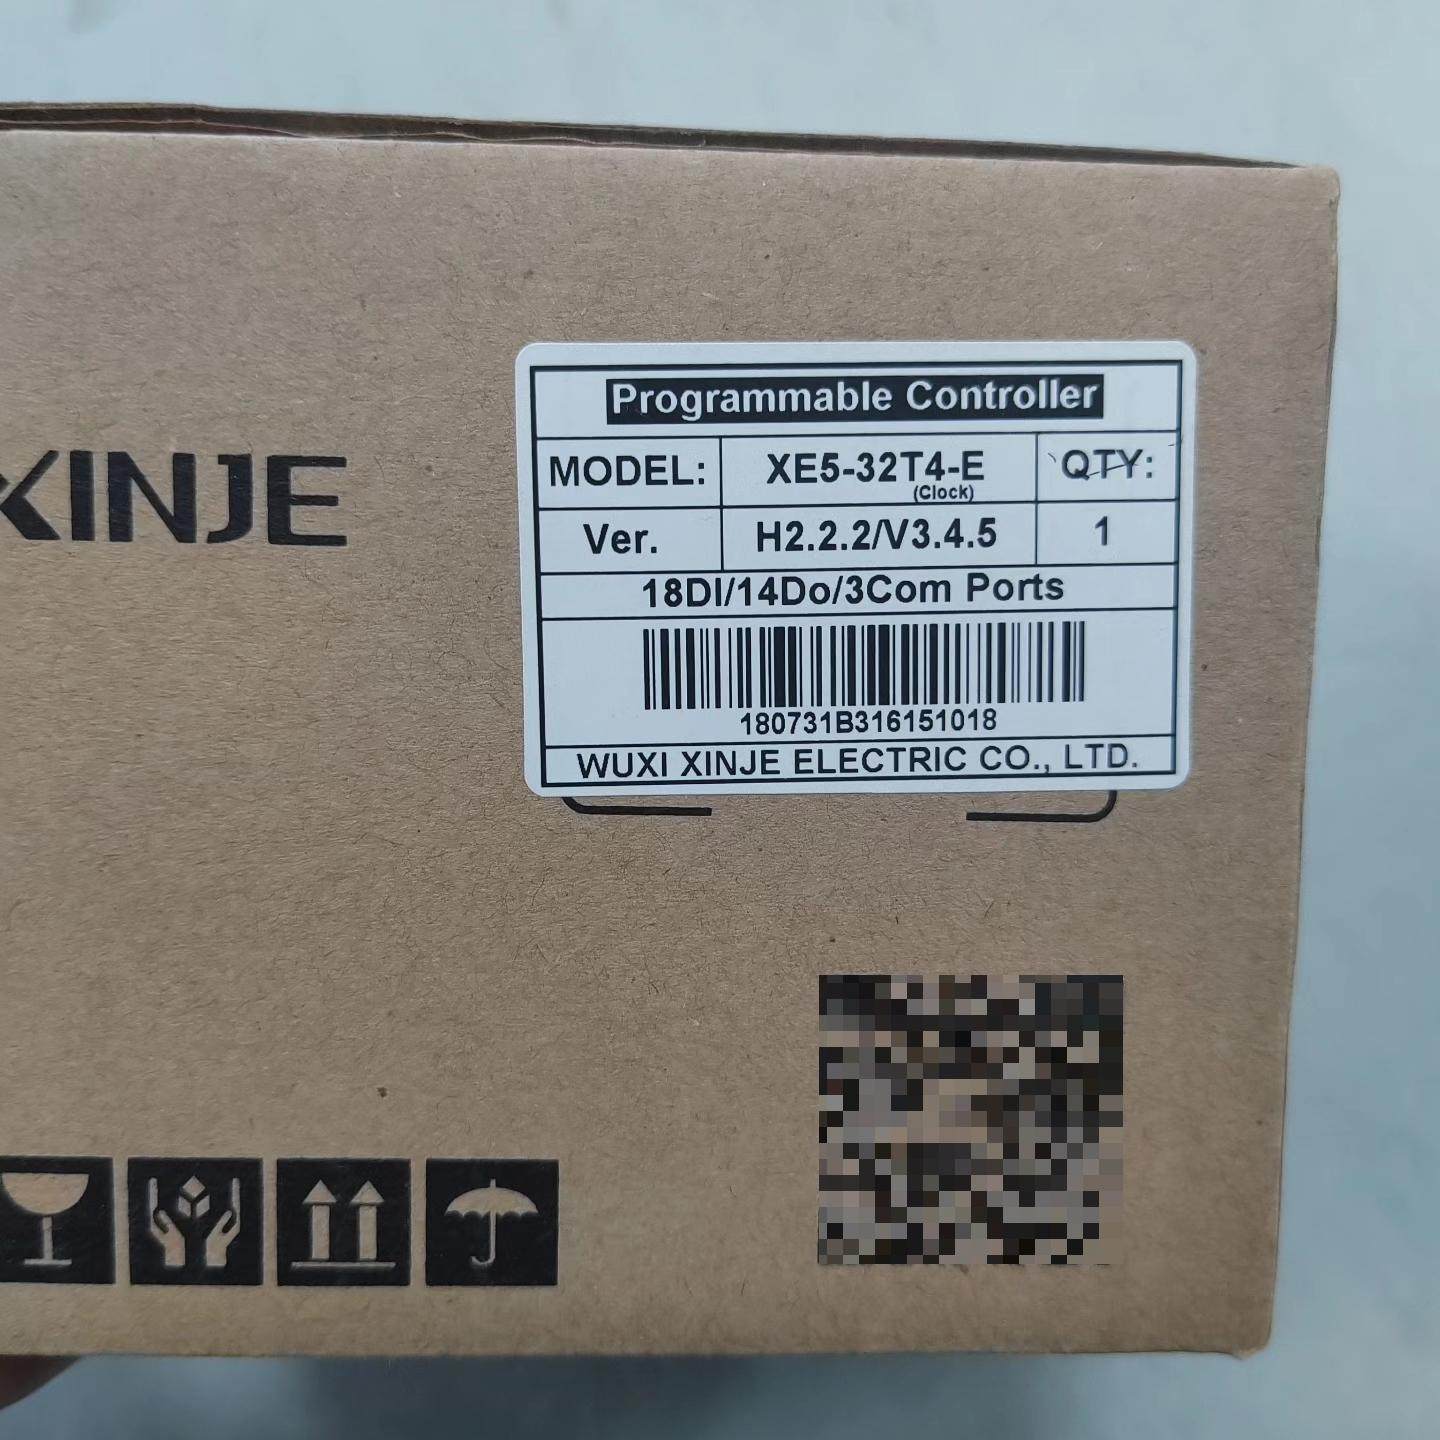 XINJE
Programmable Controller
MODEL: XE5-32T4-E QTY:
(Clock)
Ver. H2.2.2/V3.4.5 1
18DI/14Do/3Com Ports
180731B316151018
WUXI XINJE ELECTRIC CO., LTD.